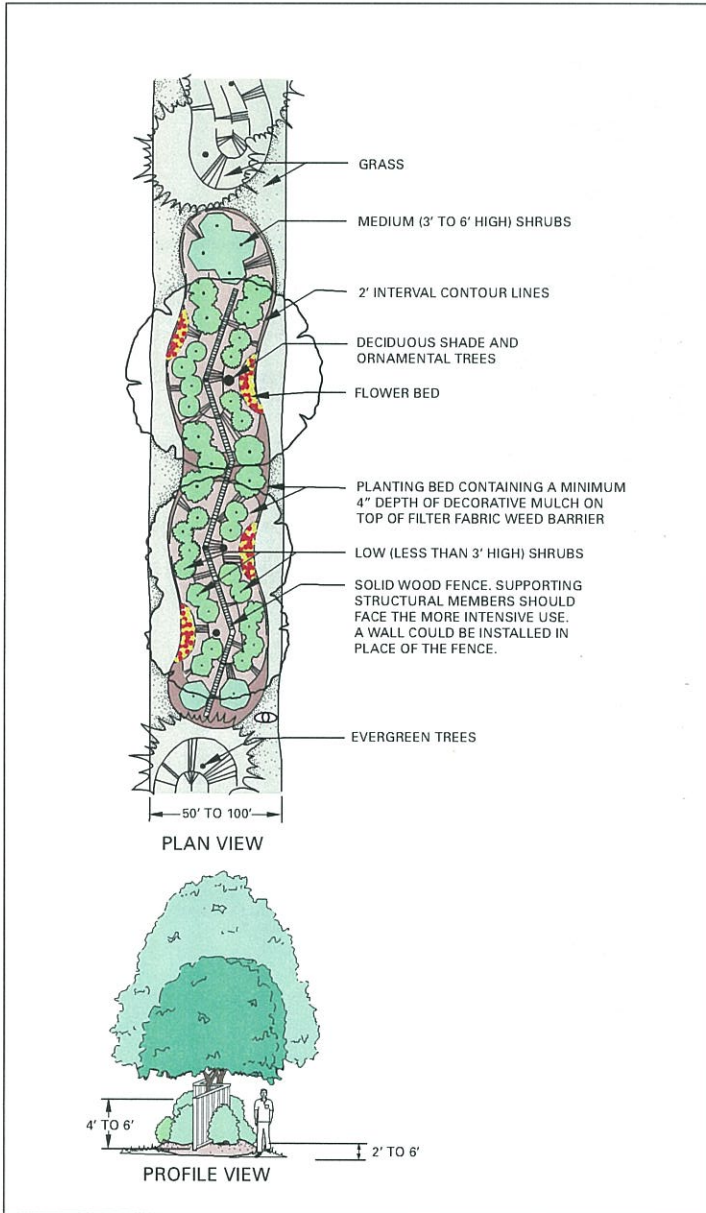 GRASS
MEDIUM (3' TO 6' HIGH) SHRUBS
2' INTERVAL CONTOUR LINES
DECIDUOUS SHADE AND
ORNAMENTAL TREES
FLOWER BED
PLANTING BED CONTAINING A MINIMUM
4" DEPTH OF DECORATIVE MULCH ON
TOP OF FILTER FABRIC WEED BARRIER
LOW (LESS THAN 3' HIGH) SHRUBS
SOLID WOOD FENCE. SUPPORTING
STRUCTURAL MEMBERS SHOULD
FACE THE MORE INTENSIVE USE.
A WALL COULD BE INSTALLED IN
PLACE OF THE FENCE.
EVERGREEN TREES
50' TO 100'
PLAN VIEW
4' TO 6'
2' TO 6'
PROFILE VIEW